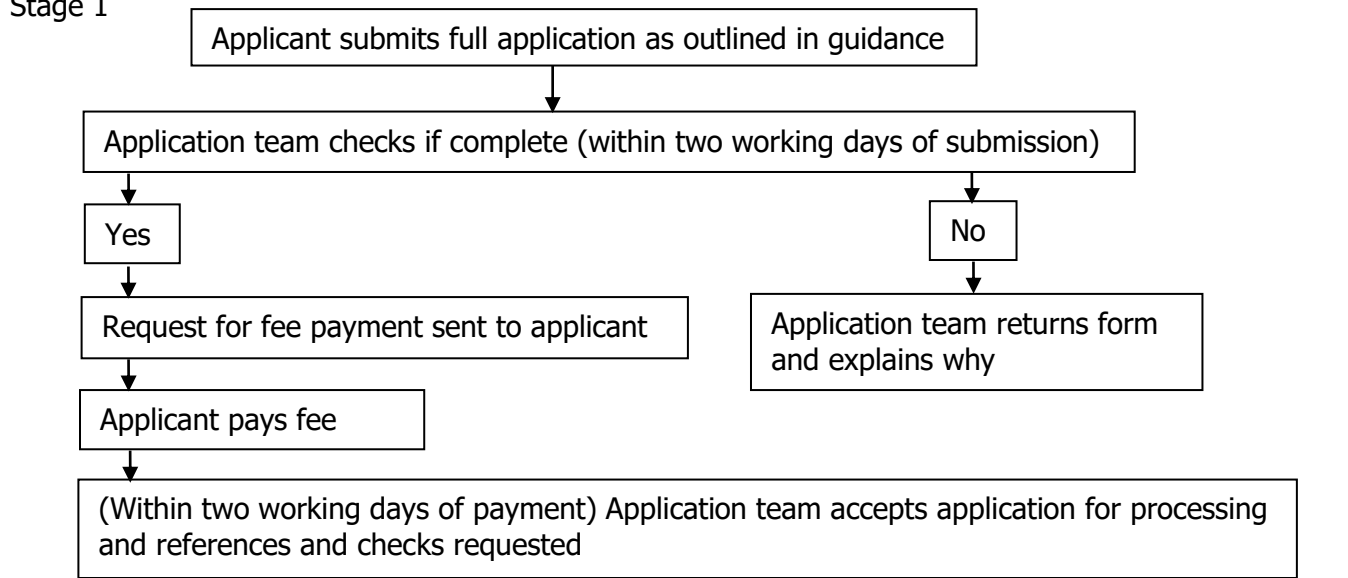 Stage 1
Applicant submits full application as outlined in guidance
Application team checks if complete (within two working days of submission)
Yes
No
Request for fee payment sent to applicant
Application team returns form
and explains why
Applicant pays fee
(Within two working days of payment) Application team accepts application for processing
and references and checks requested